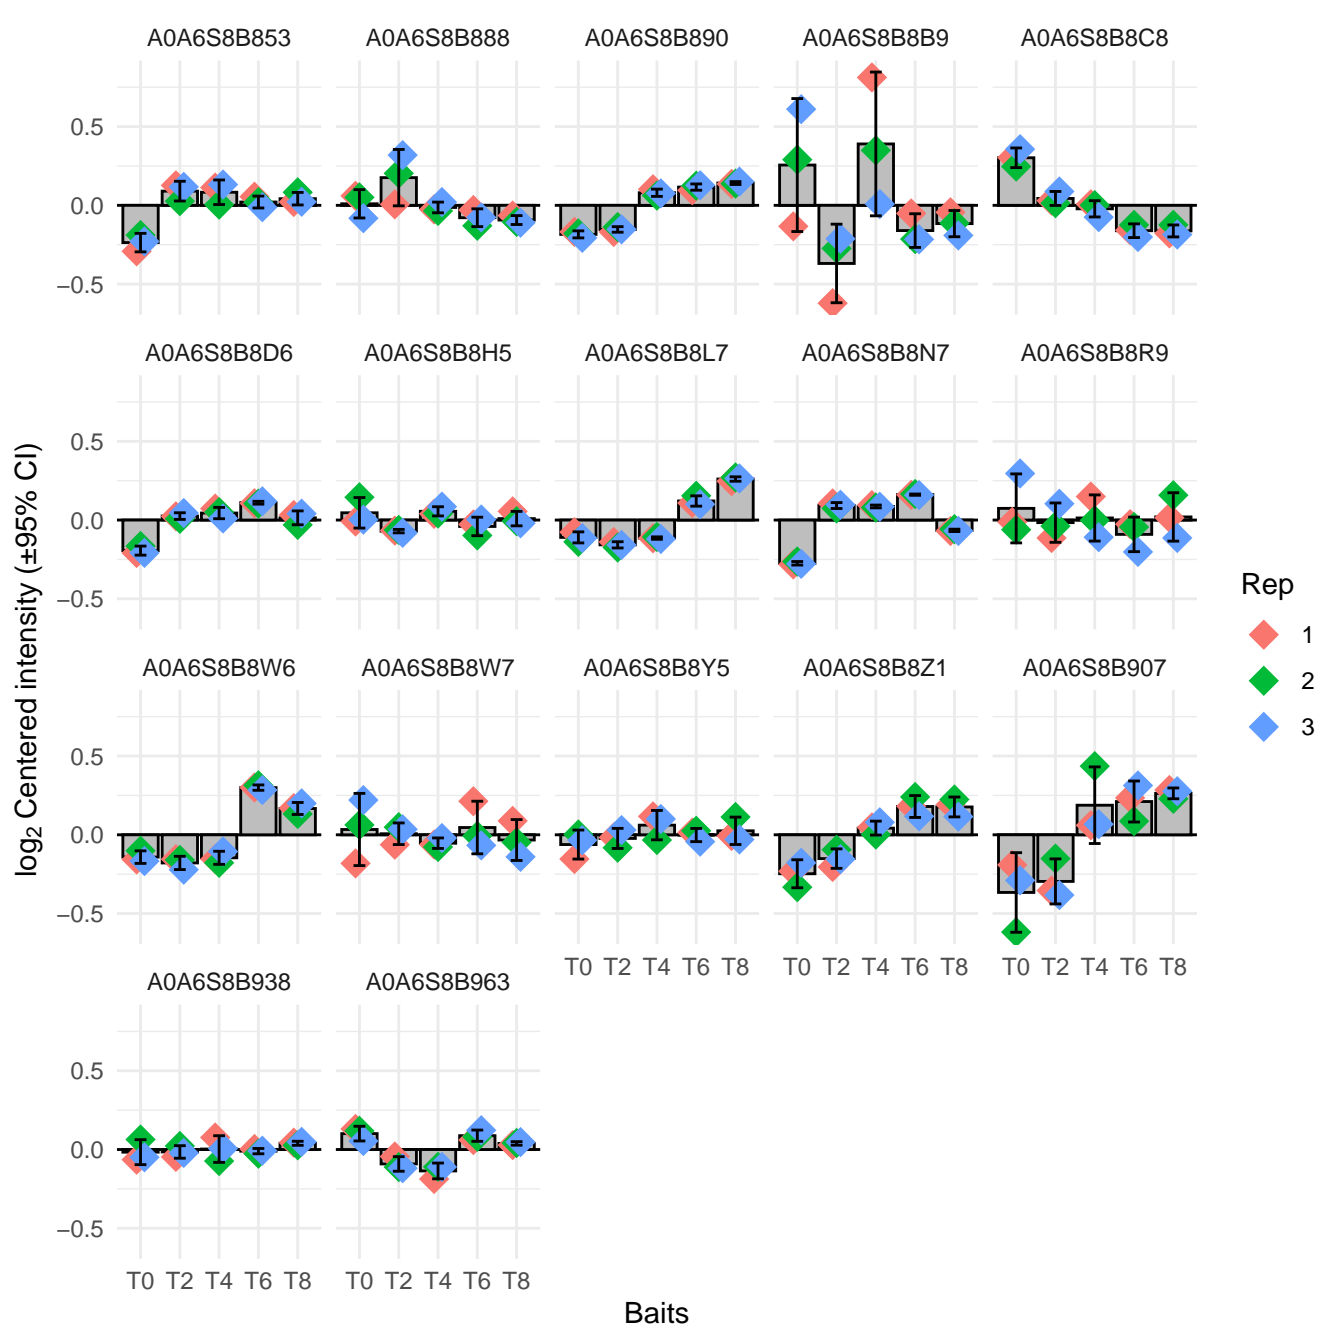 A0A6S8B853 A0A6S8B888 A0A6S8B890 A0A6S8B8B9 A0A6S8B8C8
0.5
0.0
−0.5
A0A6S8B8D6 A0A6S8B8H5 A0A6S8B8L7 A0A6S8B8N7 A0A6S8B8R9
0.5
0.0
−0.5
A0A6S8B8W6 A0A6S8B8W7 A0A6S8B8Y5 A0A6S8B8Z1 A0A6S8B907
0.5
0.0
−0.5
T0 T2 T4 T6 T8 T0 T2 T4 T6 T8 T0 T2 T4 T6 T8
A0A6S8B938 A0A6S8B963
0.5
0.0
−0.5
T0 T2 T4 T6 T8 T0 T2 T4 T6 T8
Baits
log2 Centered intensity (±95% CI)
Rep
1
2
3